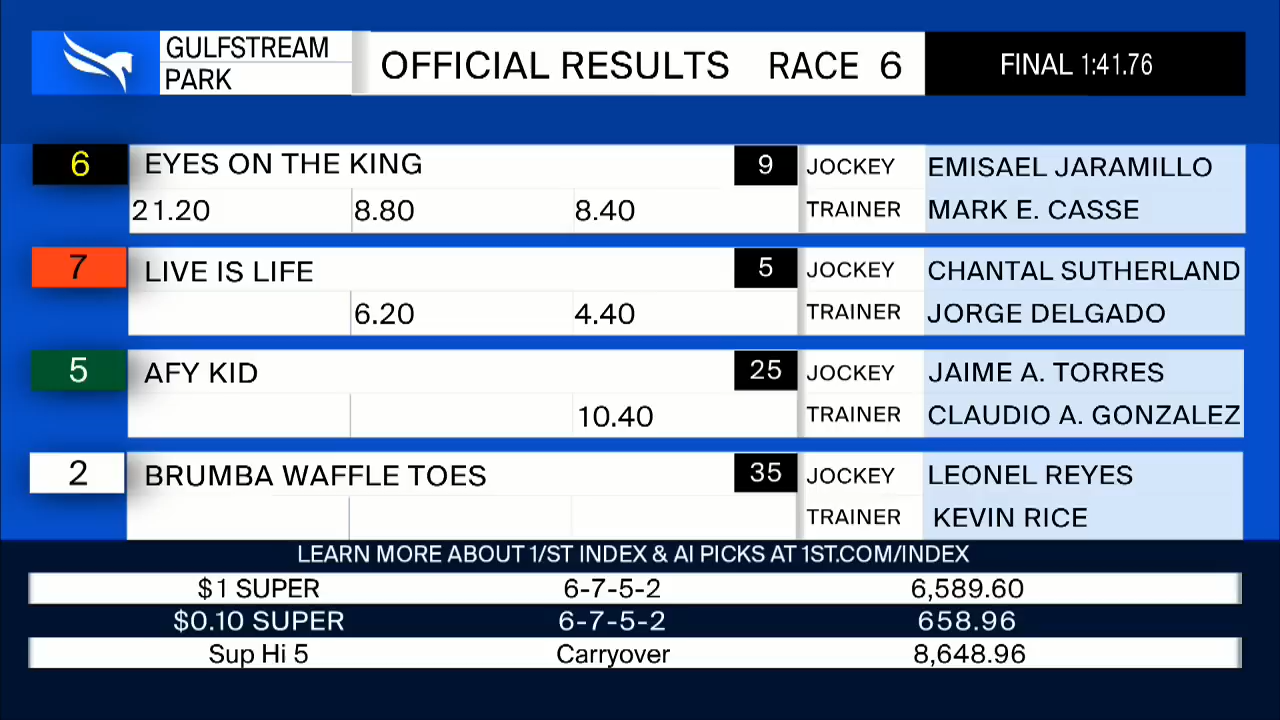 GULFSTREAM PARK OFFICIAL RESULTS RACE 6 FINAL 1:41.76
6 EYES ON THE KING 9 JOCKEY EMISAEL JARAMILLO
21.20 8.80 8.40 TRAINER MARK E. CASSE
7 LIVE IS LIFE 5 JOCKEY CHANTAL SUTHERLAND
6.20 4.40 TRAINER JORGE DELGADO
5 AFY KID 25 JOCKEY JAIME A. TORRES
10.40 TRAINER CLAUDIO A. GONZALEZ
2 BRUMBA WAFFLE TOES 35 JOCKEY LEONEL REYES
TRAINER KEVIN RICE
LEARN MORE ABOUT 1/ST INDEX & AI PICKS AT 1ST.COM/INDEX
$1 SUPER 6-7-5-2 6,589.60
$0.10 SUPER 6-7-5-2 658.96
Sup Hi 5 Carryover 8,648.96